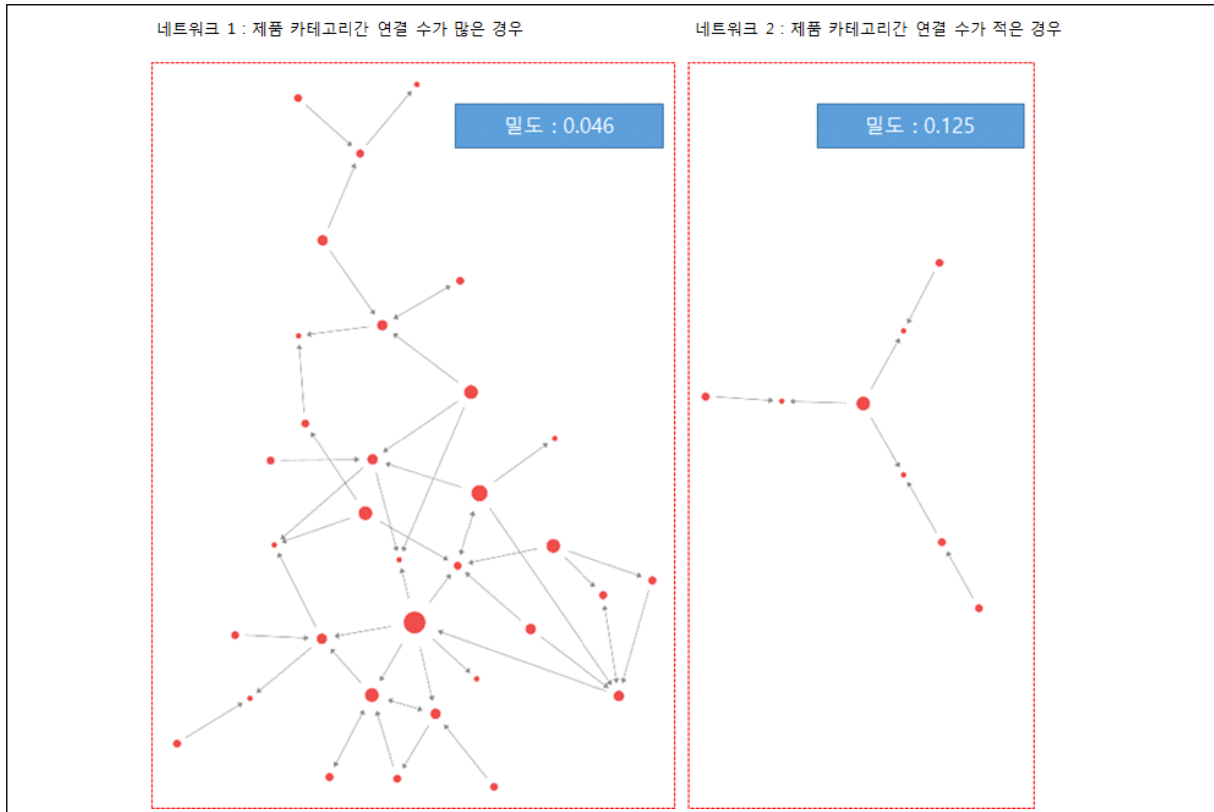 네트워크 1 : 제품 카테고리간 연결 수가 많은 경우
네트워크 2 : 제품 카테고리간 연결 수가 적은 경우
밀도 : 0.046
밀도 : 0.125